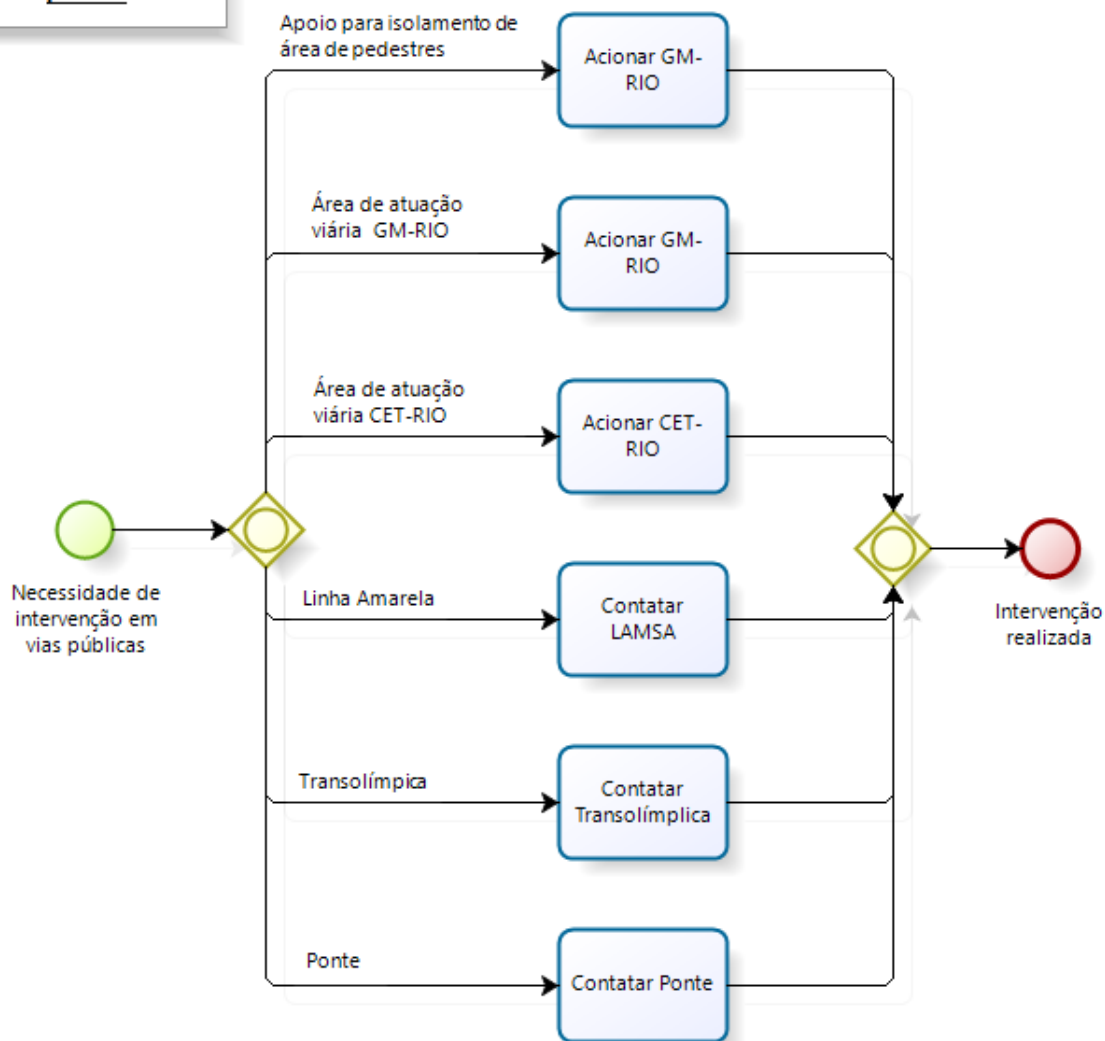 Apoio para isolamento de
área de pedestres
Acionar GM-
RIO
Área de atuação
viária GM-RIO
Acionar GM-
RIO
Área de atuação
viária CET-RIO
Acionar CET-
RIO
Necessidade de
intervenção em
vias públicas
Linha Amarela
Contatar
LAMSA
Intervenção
realizada
Transolímpica
Contatar
Transolímplica
Ponte
Contatar Ponte